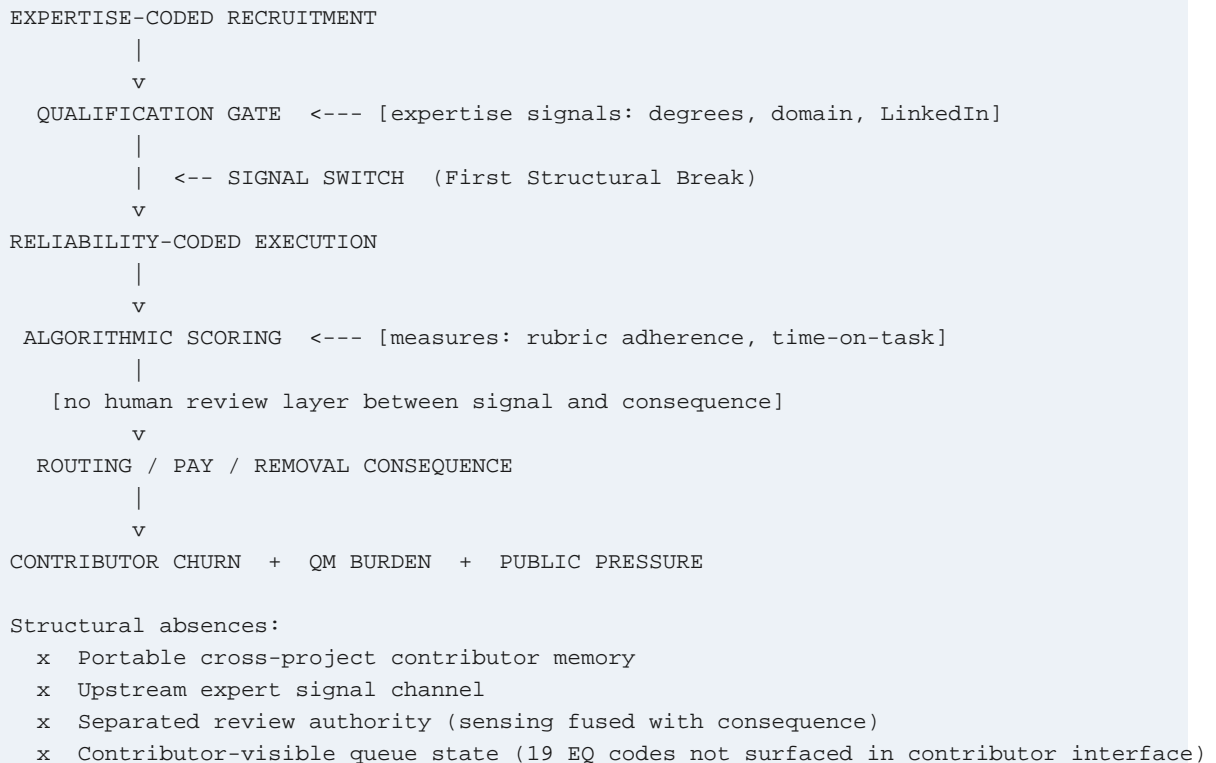 EXPERTISE-CODED RECRUITMENT
|
v
QUALIFICATION GATE <--- [expertise signals: degrees, domain, LinkedIn]
|
| <-- SIGNAL SWITCH (First Structural Break)
v
RELIABILITY-CODED EXECUTION
|
v
ALGORITHMIC SCORING <--- [measures: rubric adherence, time-on-task]
|
[no human review layer between signal and consequence]
v
ROUTING / PAY / REMOVAL CONSEQUENCE
|
v
CONTRIBUTOR CHURN + QM BURDEN + PUBLIC PRESSURE
Structural absences:
x Portable cross-project contributor memory
x Upstream expert signal channel
x Separated review authority (sensing fused with consequence)
x Contributor-visible queue state (19 EQ codes not surfaced in contributor interface)